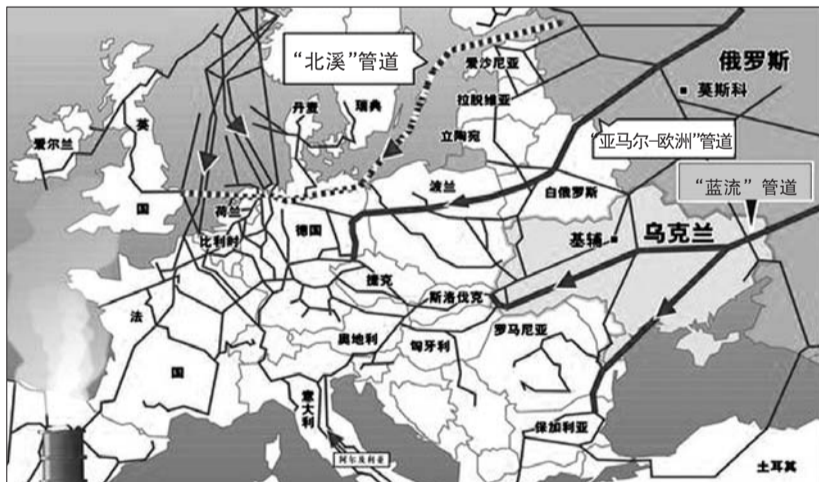 “北溪”管道
爱沙尼亚
俄罗斯
莫斯科
拉脱维亚
丹麦
瑞典
英
爱尔兰
立陶宛
“亚马尔-欧洲”管道
波兰
白俄罗斯
“蓝流”管道
国
荷兰
德国
比利时
基辅
乌克兰
捷克
斯洛伐克
法
奥地利
匈牙利
罗马尼亚
国
意大利
保加利亚
土耳其